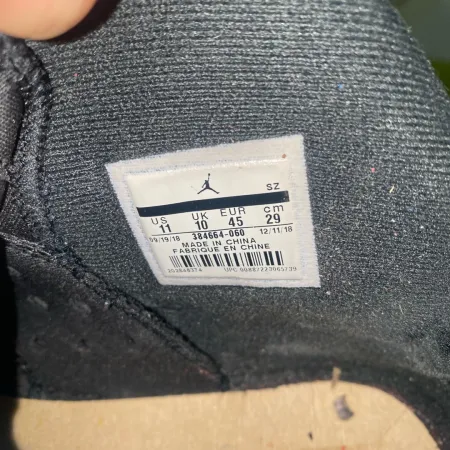 SZ
US UK EUR cm
11 10 45 29
09/19/18 384664-060 12/11/18
MADE IN CHINA
FABRIQUE EN CHINE